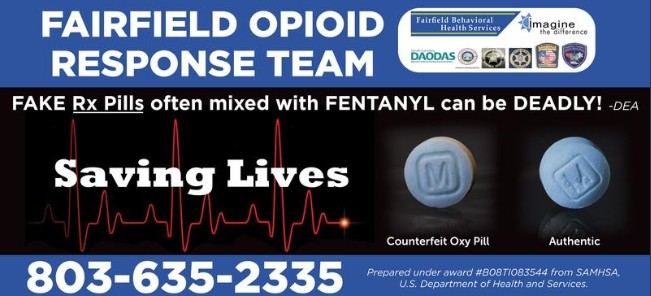 FAIRFIELD OPIOID
RESPONSE TEAM
Fairfield Behavioral
Health Services
imagine
the difference
DAODAS
FAKE Rx Pills often mixed with FENTANYL can be DEADLY! -DEA
Saving Lives
M
M
Counterfeit Oxy Pill
Authentic
803-635-2335
Prepared under award #B08TI083544 from SAMHSA,
U.S. Department of Health and Services.